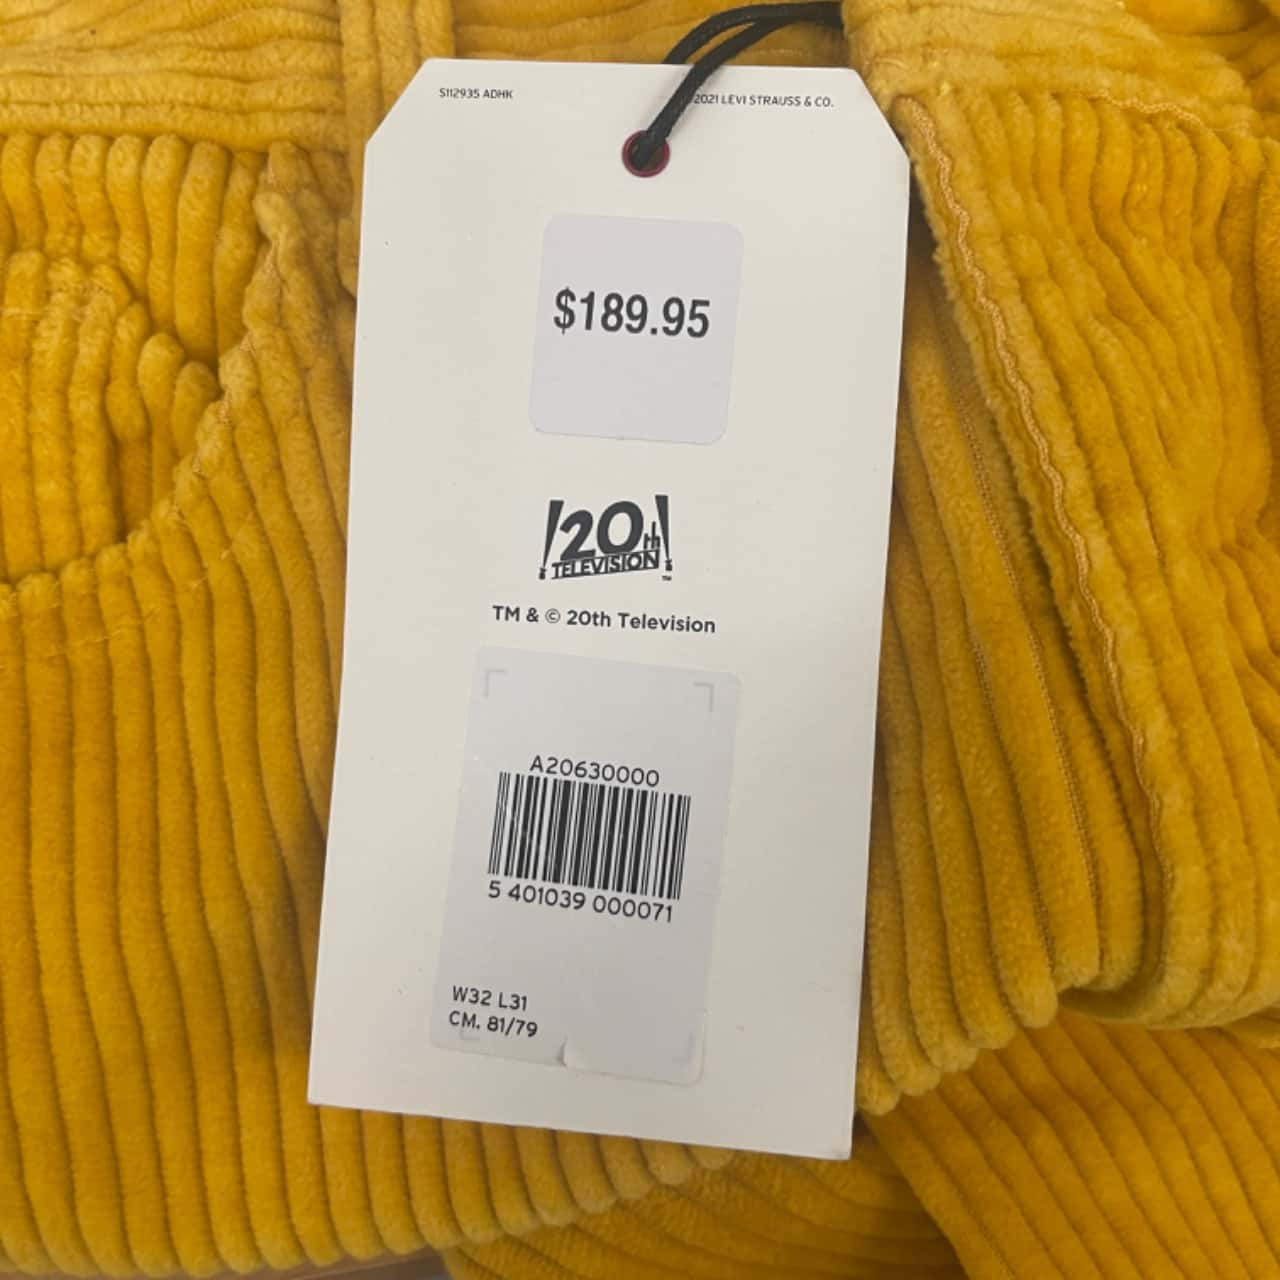 S112935 ADHK
2021 LEVI STRAUSS & CO.
$189.95
20th
TELEVISION
TM
TM & © 20th Television
A20630000
5 401039 000071
W32 L31
CM. 81/79